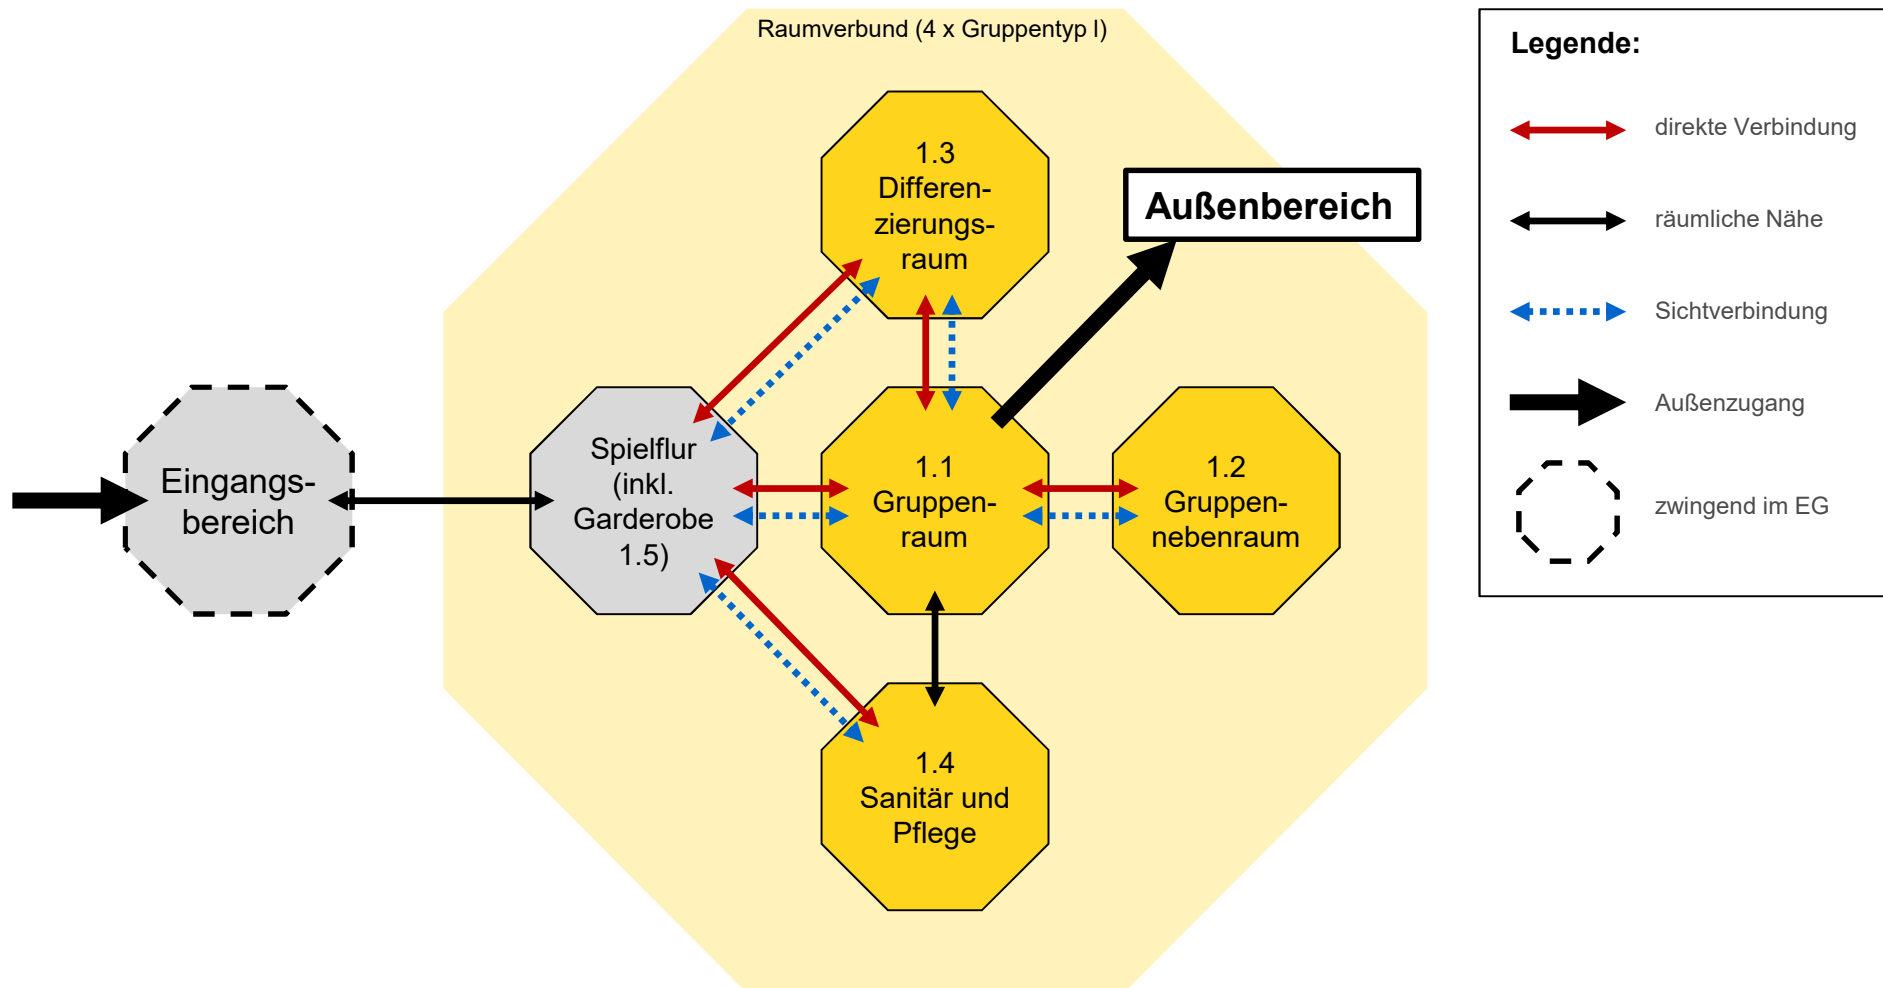 Raumverbund (4 x Gruppentyp I)
1.3
Differen-
zierungs-
raum
Außenbereich
Eingangs-
bereich
Spielflur
(inkl.
Garderobe
1.5)
1.1
Gruppen-
raum
1.2
Gruppen-
nebenraum
1.4
Sanitär und
Pflege
Legende:
direkte Verbindung
räumliche Nähe
Sichtverbindung
Außenzugang
zwingend im EG